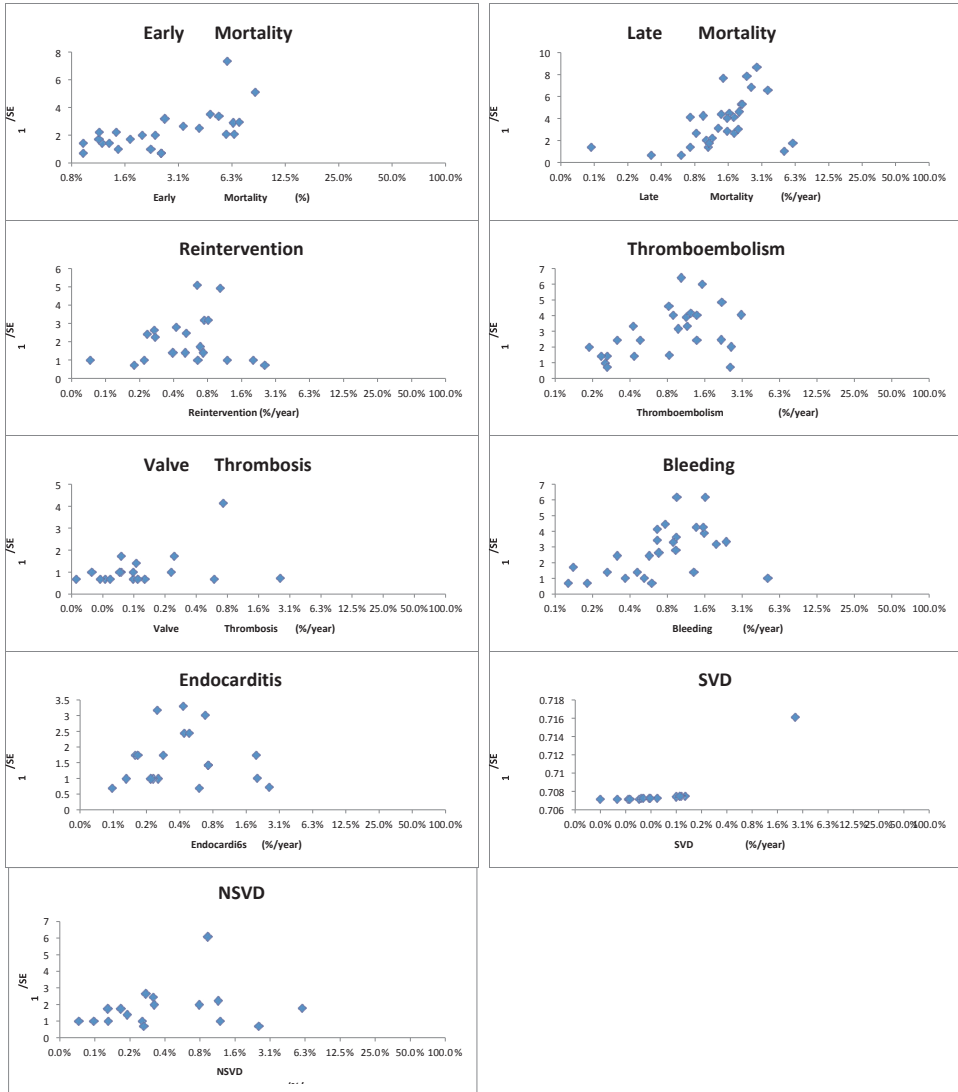 Early Mortality
8
6
4
2
0
1/SE
0.8% 1.6% 3.1% 6.3% 12.5% 25.0% 50.0% 100.0%
Early Mortality (%)
Late Mortality
10
8
6
4
2
0
1/SE
0.0% 0.1% 0.2% 0.4% 0.8% 1.6% 3.1% 6.3% 12.5% 25.0% 50.0% 100.0%
Late Mortality (%/year)
Reintervention
6
5
4
3
2
1
0
1/SE
0.0% 0.1% 0.2% 0.4% 0.8% 1.6% 3.1% 6.3% 12.5% 25.0% 50.0% 100.0%
Reintervention (%/year)
Thromboembolism
7
6
5
4
3
2
1
0
1/SE
0.1% 0.2% 0.4% 0.8% 1.6% 3.1% 6.3% 12.5% 25.0% 50.0% 100.0%
Thromboembolism (%/year)
Valve Thrombosis
5
4
3
2
1
0
1/SE
0.0% 0.0% 0.1% 0.2% 0.4% 0.8% 1.6% 3.1% 6.3% 12.5% 25.0% 50.0% 100.0%
Valve Thrombosis (%/year)
Bleeding
7
6
5
4
3
2
1
0
1/SE
0.1% 0.2% 0.4% 0.8% 1.6% 3.1% 6.3% 12.5% 25.0% 50.0% 100.0%
Bleeding (%/year)
Endocarditis
3.5
3
2.5
2
1.5
1
0.5
0
1/SE
0.0% 0.1% 0.2% 0.4% 0.8% 1.6% 3.1% 6.3% 12.5% 25.0% 50.0% 100.0%
Endocardi6s (%/year)
SVD
0.718
0.716
0.714
0.712
0.71
0.708
0.706
1/SE
0.0% 0.0% 0.0% 0.0% 0.1% 0.2% 0.4% 0.8% 1.6% 3.1% 6.3% 12.5% 25.0% 50.0% 100.0%
SVD (%/year)
NSVD
7
6
5
4
3
2
1
0
1/SE
0.0% 0.1% 0.2% 0.4% 0.8% 1.6% 3.1% 6.3% 12.5% 25.0% 50.0% 100.0%
NSVD